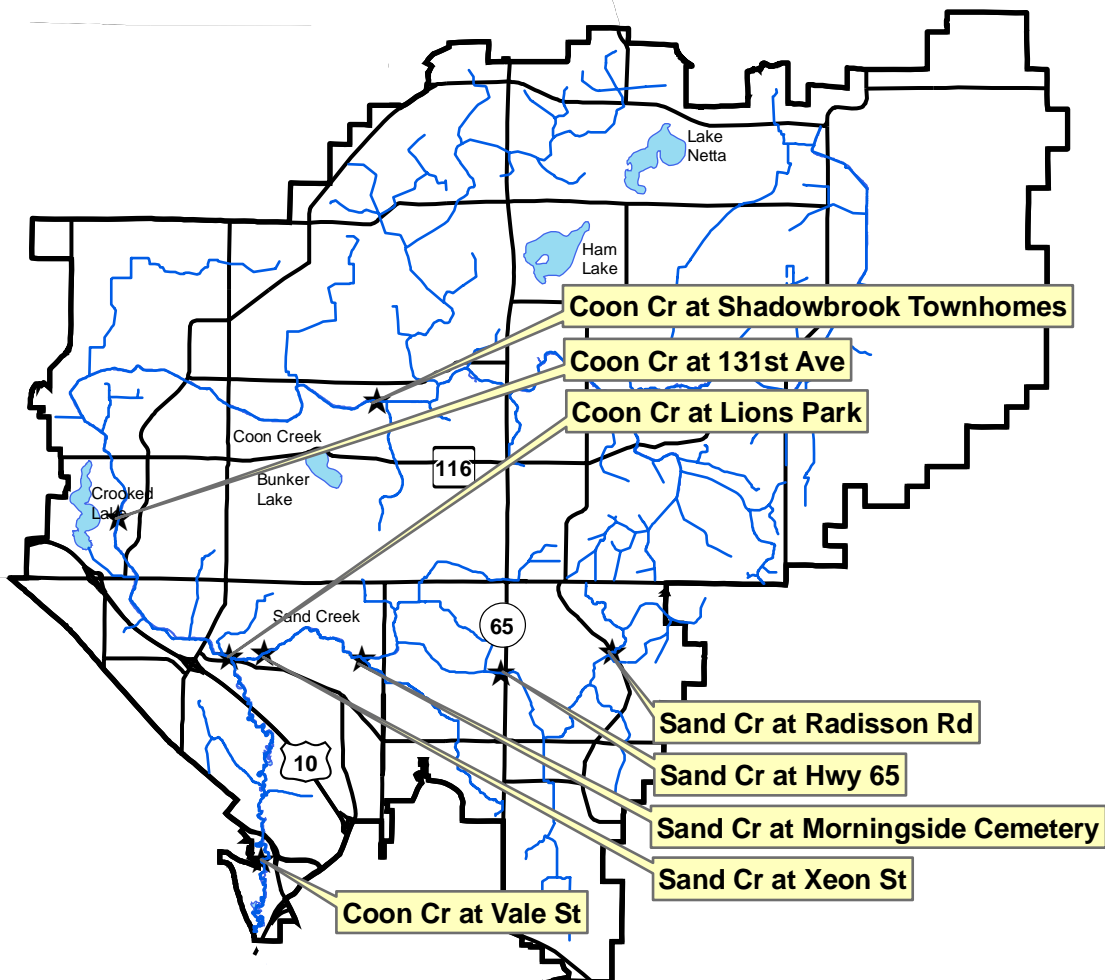 Lake
Netta
Ham
Lake
Coon Cr at Shadowbrook Townhomes
Coon Cr at 131st Ave
Coon Cr at Lions Park
Coon Creek
116
Bunker
Lake
Crooked
Lake
Sand Creek
65
Sand Cr at Radisson Rd
10
Sand Cr at Hwy 65
Sand Cr at Morningside Cemetery
Sand Cr at Xeon St
Coon Cr at Vale St